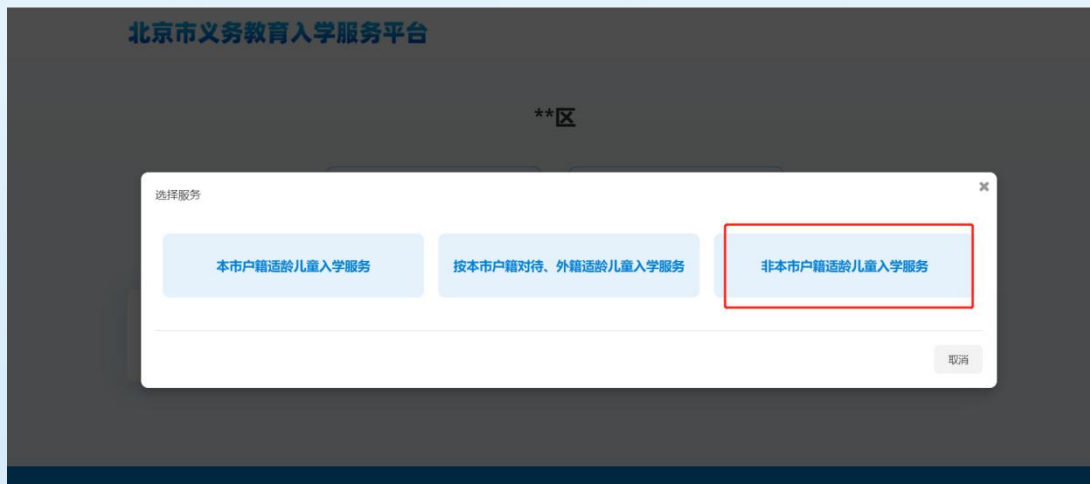 北京市义务教育入学服务平台
**区
选择服务
本市户籍适龄儿童入学服务
按本市户籍对待、外籍适龄儿童入学服务
非本市户籍适龄儿童入学服务
取消